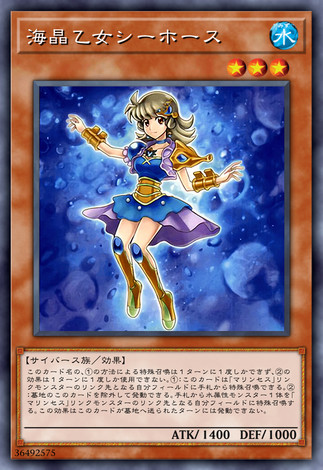 海晶乙女シーホース
水
【サイバース族／効果】
このカード名の、①の方法による特殊召喚は１ターンに１度しかできず、②
の効果は１ターンに１度しか使用できない。①：このカードは「マリンセス」リン
クモンスターのリンク先となる自分フィールドに手札から特殊召喚できる。②
：墓地のこのカードを除外して発動できる。手札から水属性モンスター１体を「
マリンセス」リンクモンスターのリンク先となる自分フィールドに特殊召喚す
る。この効果はこのカードが墓地へ送られたターンには発動できない。
ATK/ 1400 DEF/1000
36492575